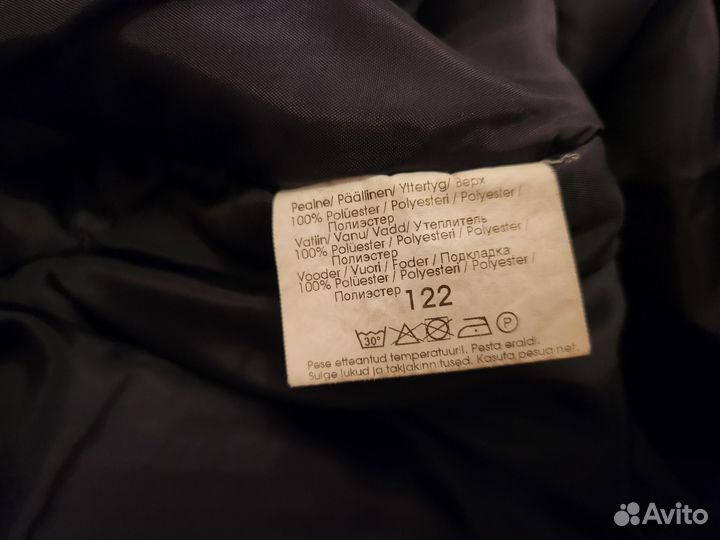 Pealne/ Päällinen/ Yttertyg/ Верх
100% Polüester / Polyesteri / Polyester /
Полиэстер
Vatiin/ Vanu/ Vadd/ Утеплитель
100% Polüester / Polyesteri / Polyester /
Полиэстер
Vooder/ Vuori / Foder / Подкладка
100% Polüester / Polyesteri / Polyester /
Полиэстер 122
30° P
Pese etteantud temperatuuril. Pesta eraldi.
Sulge lukud ja takjakinnitused. Kasuta pesuainet.
Avito